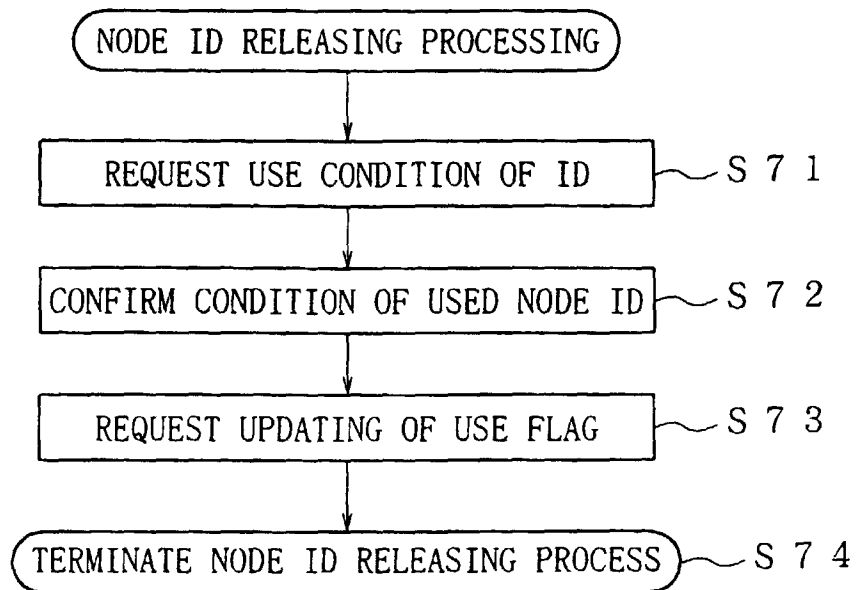 NODE ID RELEASING PROCESSING
REQUEST USE CONDITION OF ID
S 7 1
CONFIRM CONDITION OF USED NODE ID
S 7 2
REQUEST UPDATING OF USE FLAG
S 7 3
TERMINATE NODE ID RELEASING PROCESS
S 7 4